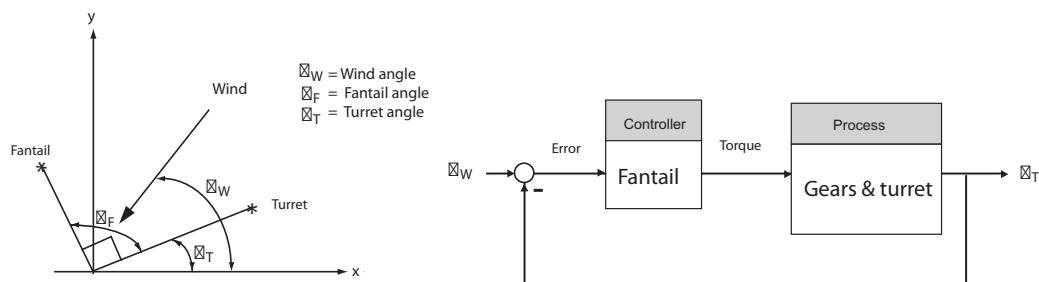 y
Wind
Fantail
☒W = Wind angle
☒F = Fantail angle
☒T = Turret angle
☒W
☒F
☒T
Turret
x
☒W
Error
-
Controller
Fantail
Torque
Process
Gears & turret
☒T